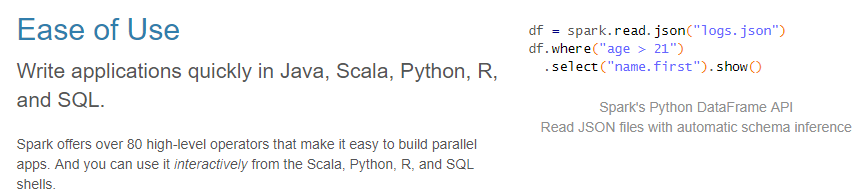 Ease of Use
Write applications quickly in Java, Scala, Python, R,
and SQL.
Spark offers over 80 high-level operators that make it easy to build parallel
apps. And you can use it interactively from the Scala, Python, R, and SQL
shells.
df = spark.read.json("logs.json")
df.where("age > 21")
  .select("name.first").show()
Spark's Python DataFrame API
Read JSON files with automatic schema inference